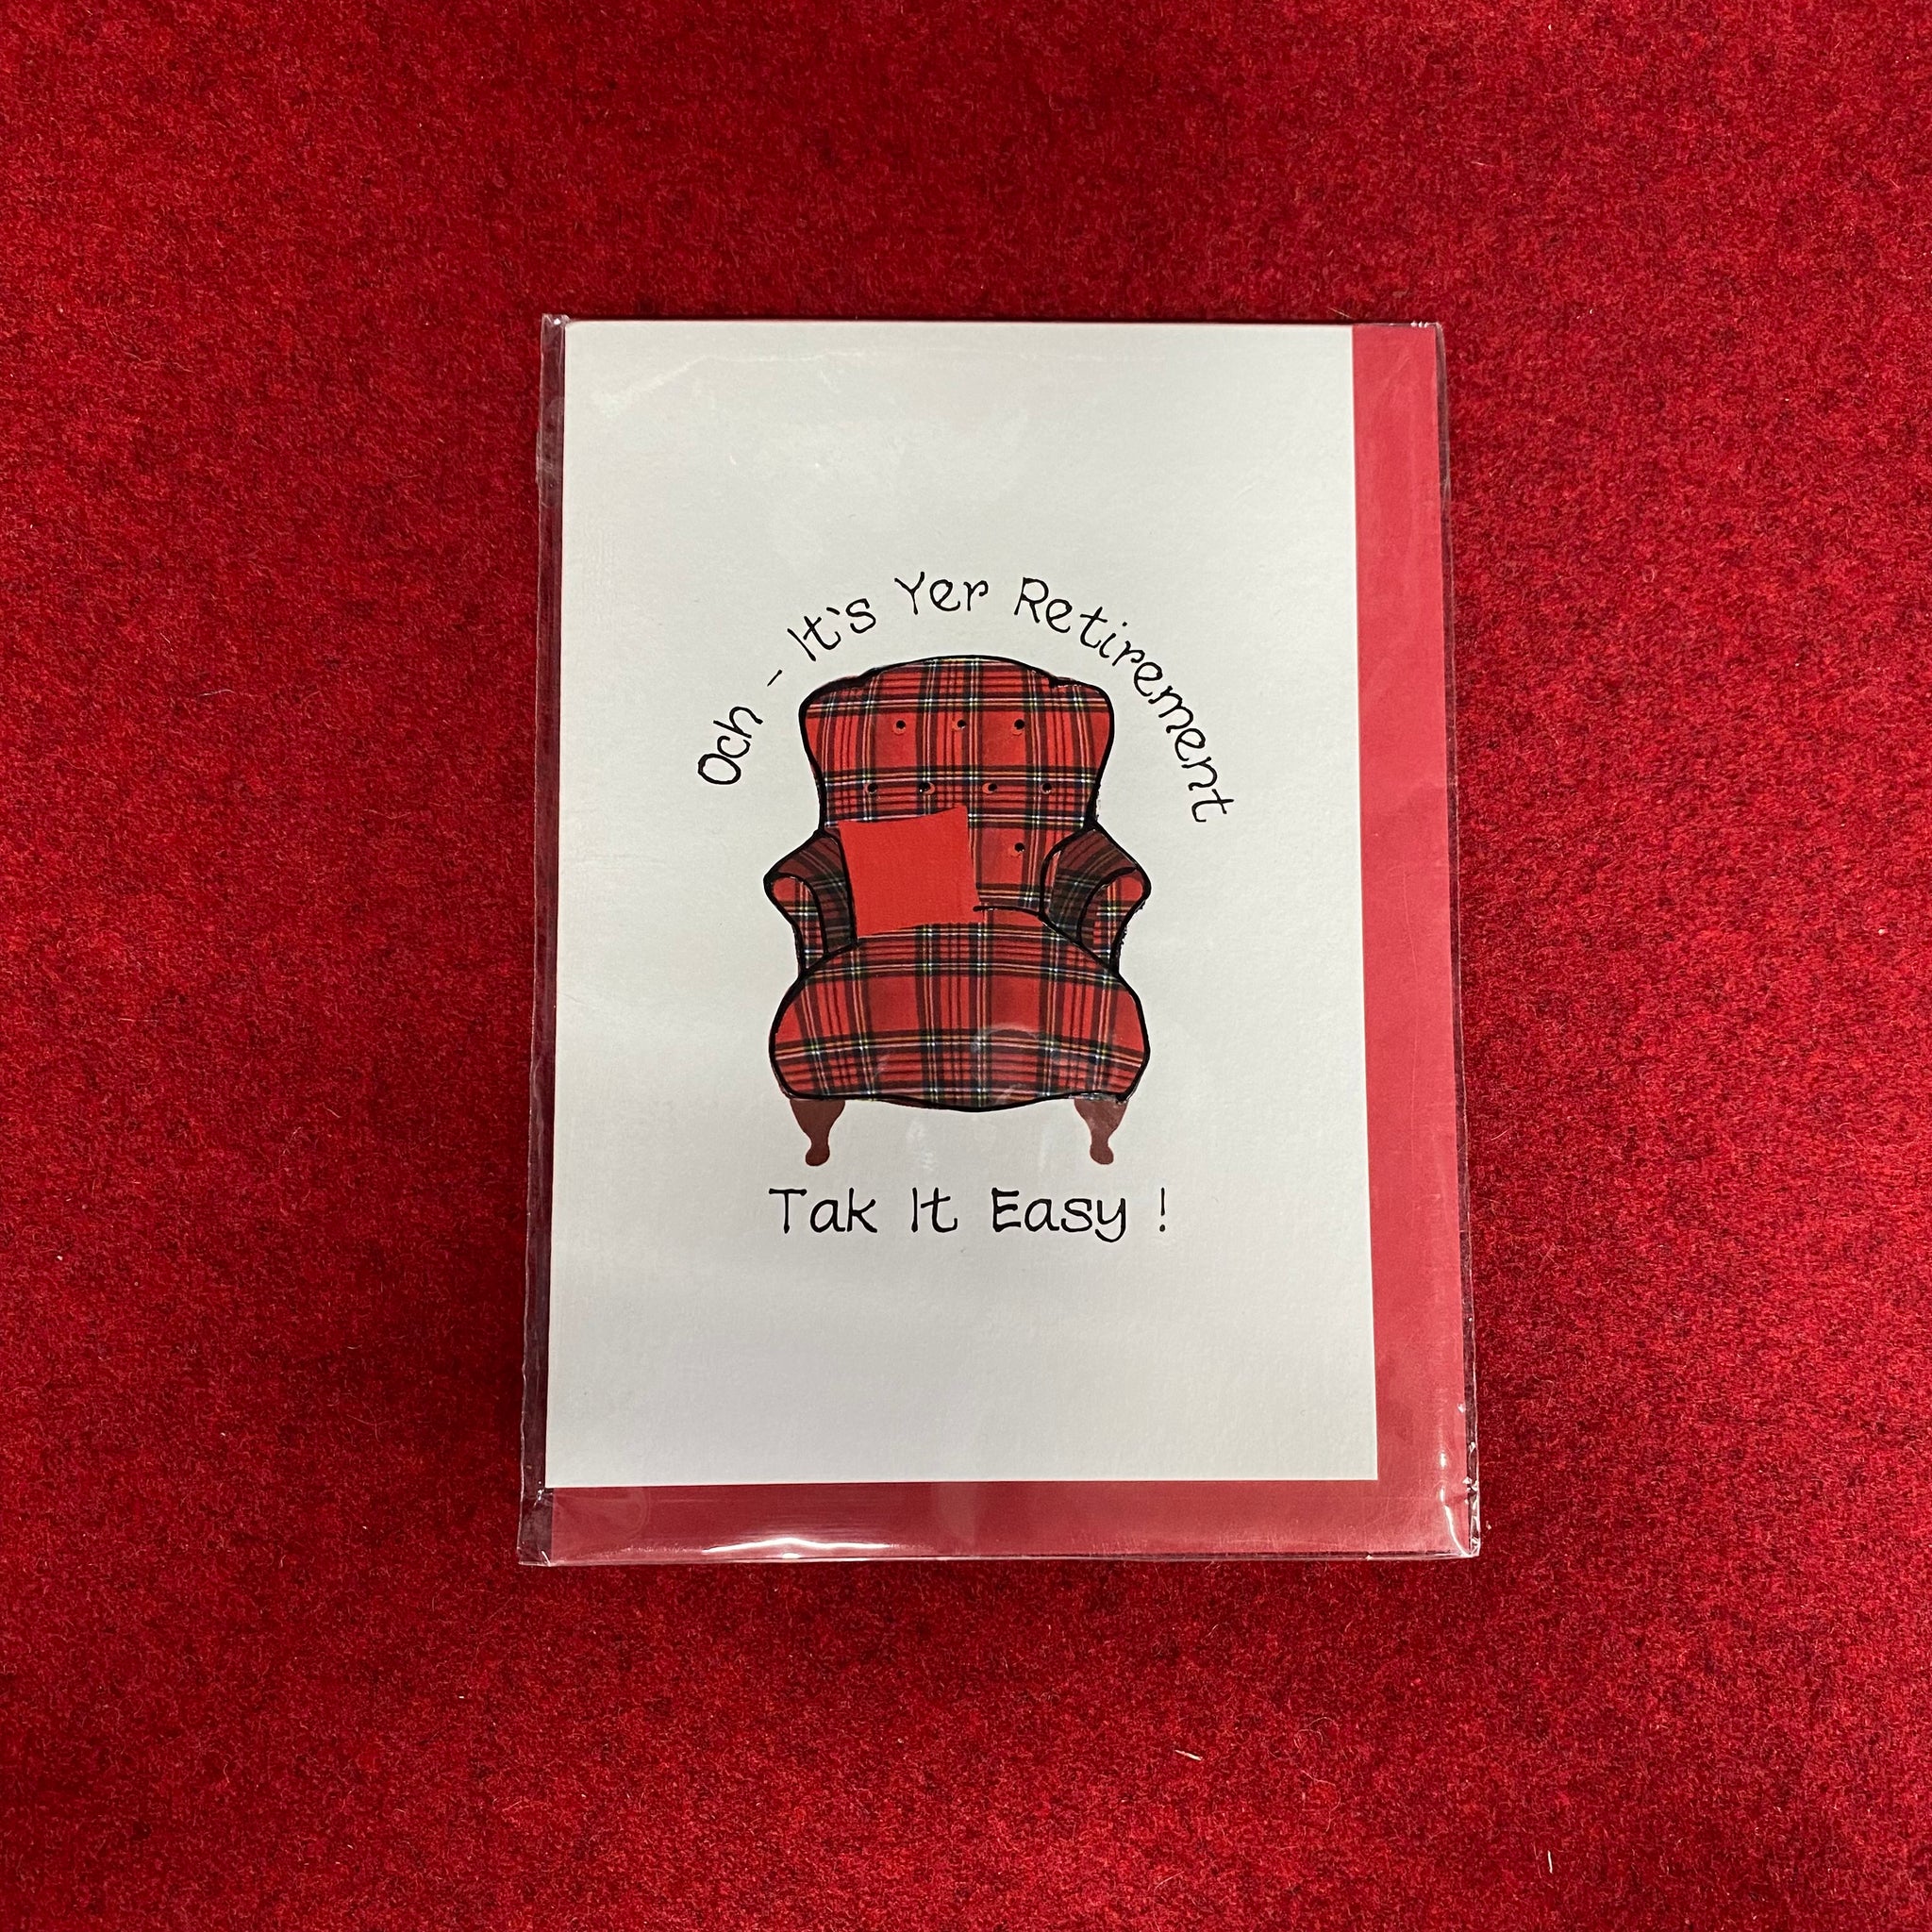 Och - It's Yer Retirement
Tak It Easy !